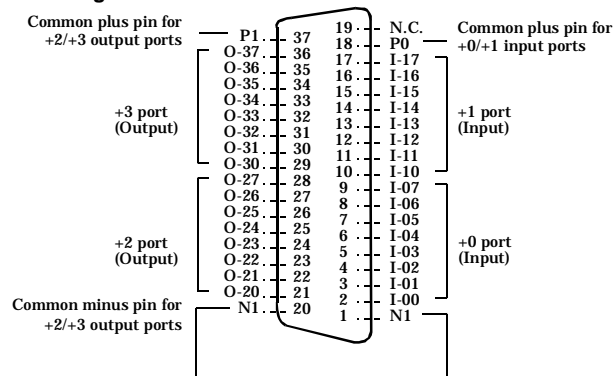 Common plus pin for
+2/+3 output ports
P1 37
O-37 36
O-36 35
O-35 34
O-34 33
O-33 32
O-32 31
O-31 30
O-30 29
O-27 28
O-26 27
O-25 26
O-24 25
O-23 24
O-22 23
O-21 22
O-20 21
N1 20
+3 port
(Output)
+2 port
(Output)
Common minus pin for
+2/+3 output ports
19 N.C.
18 P0
17 I-17
16 I-16
15 I-15
14 I-14
13 I-13
12 I-12
11 I-11
10 I-10
9 I-07
8 I-06
7 I-05
6 I-04
5 I-03
4 I-02
3 I-01
2 I-00
1 N1
Common plus pin for
+0/+1 input ports
+1 port
(Input)
+0 port
(Input)